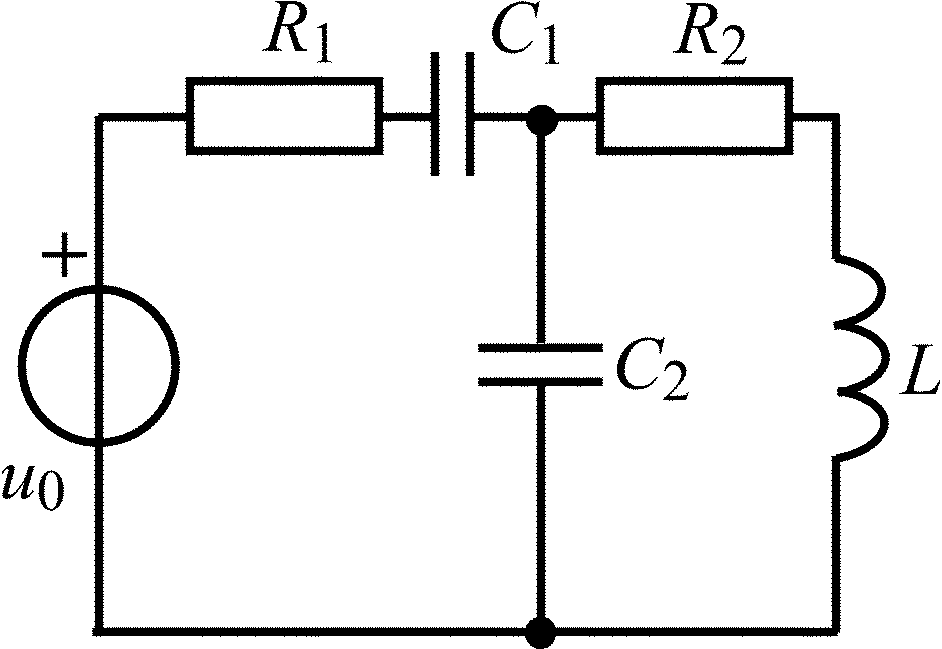 R₁ C₁ R₂
+
C₂ L
u₀